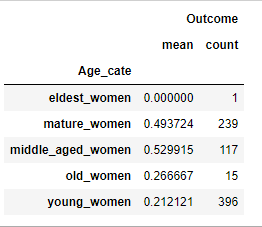 Outcome
mean count
Age_cate
eldest_women 0.000000 1
mature_women 0.493724 239
middle_aged_women 0.529915 117
old_women 0.266667 15
young_women 0.212121 396